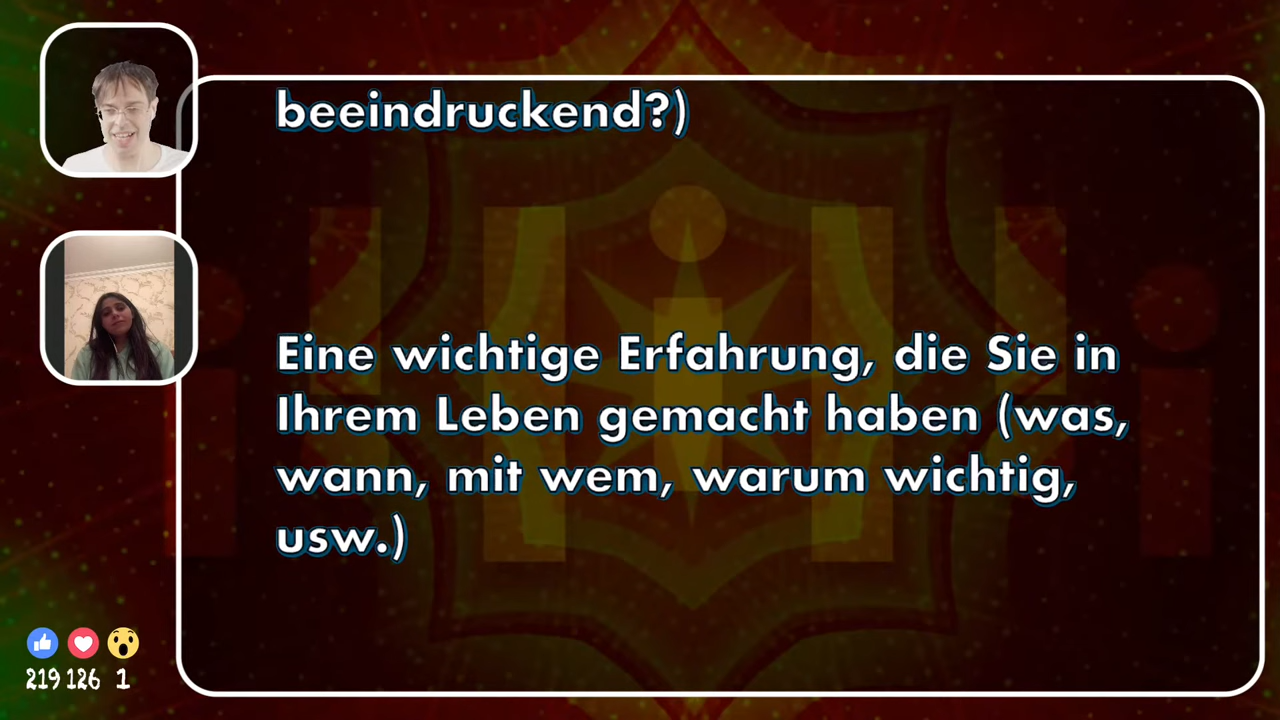 beeindruckend?)
Eine wichtige Erfahrung, die Sie in
Ihrem Leben gemacht haben (was,
wann, mit wem, warum wichtig,
usw.)
219 126 1